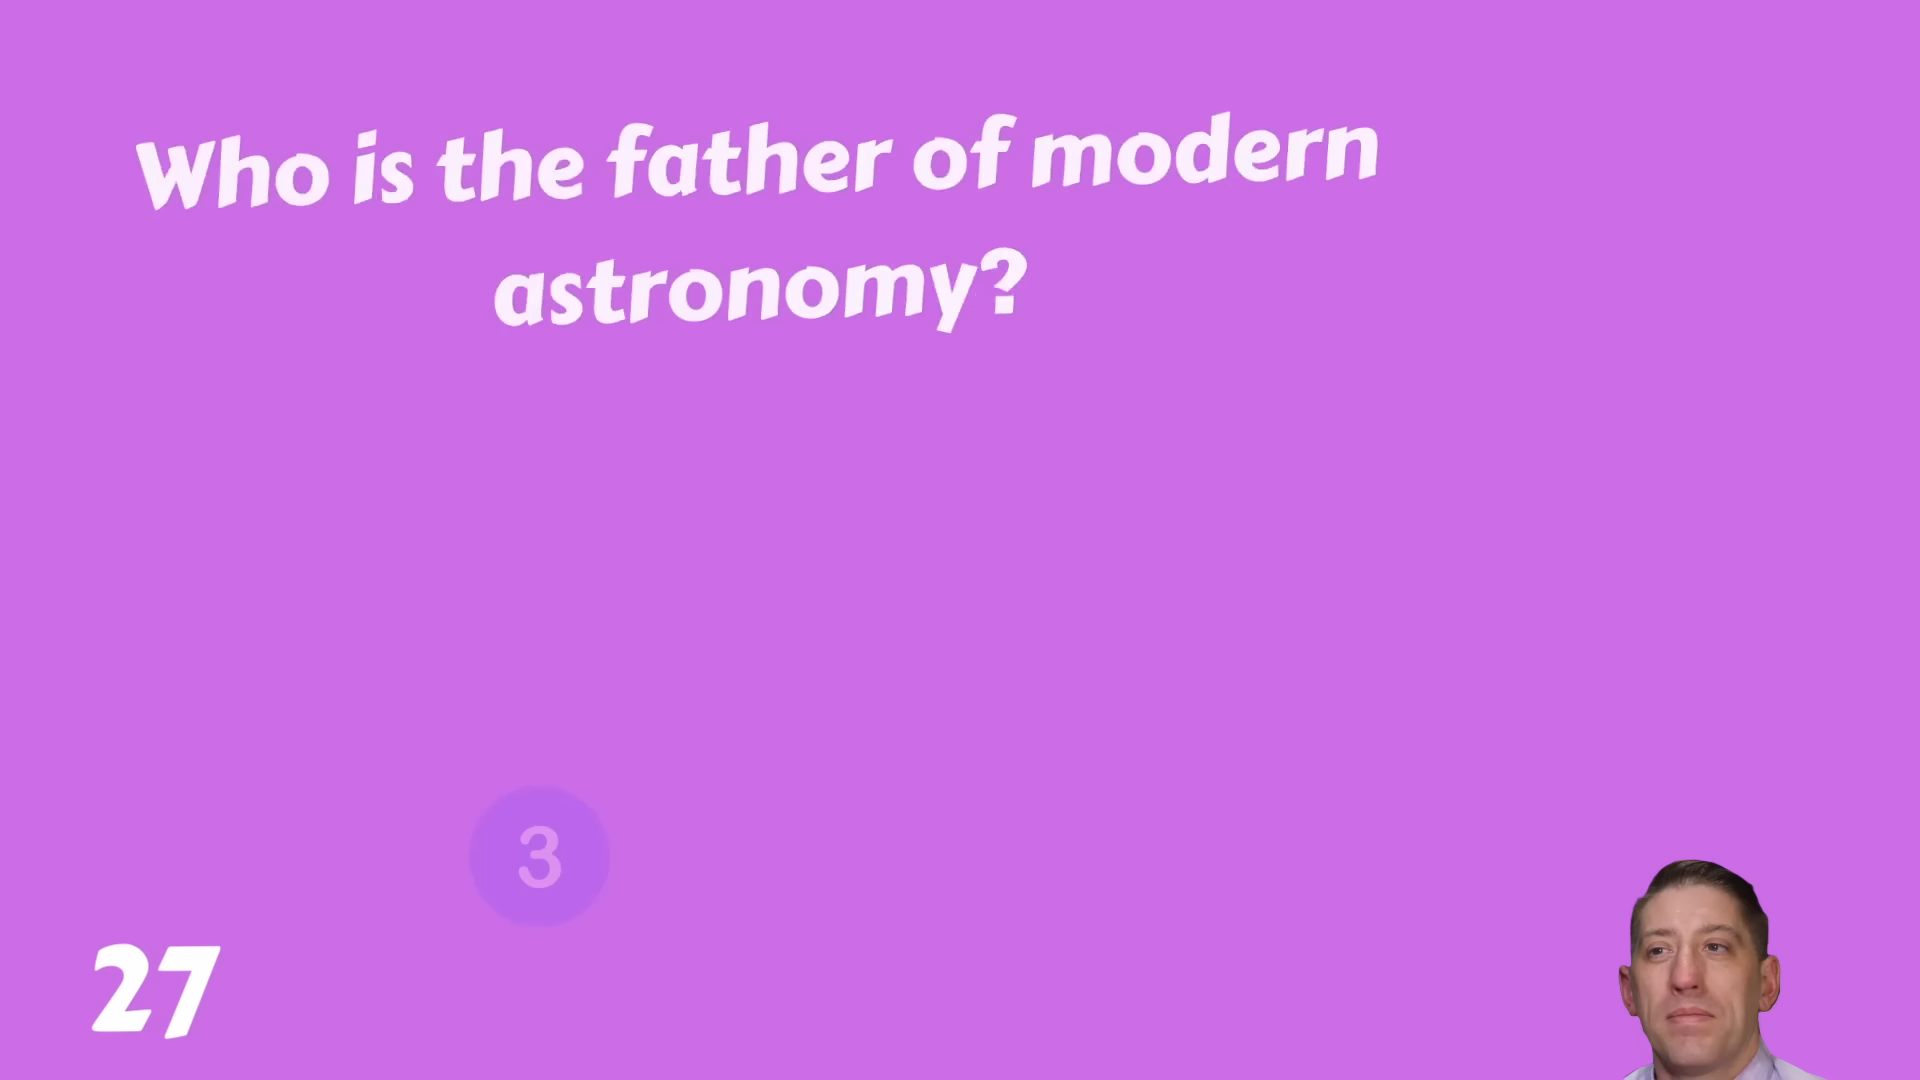 Who is the father of modern
astronomy?
3
27